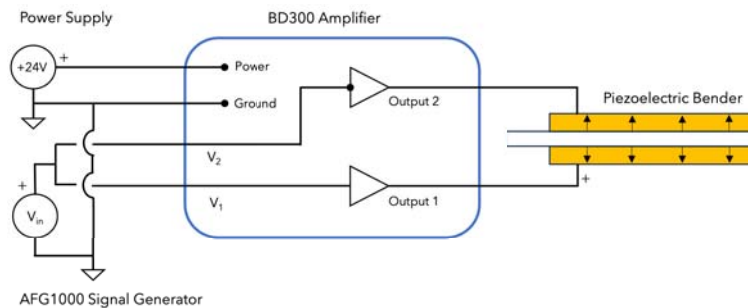 Power Supply
BD300 Amplifier
+
+24V
Power
Ground
Output 2
Piezoelectric Bender
V2
+
Vin
V1
Output 1
+
AFG1000 Signal Generator